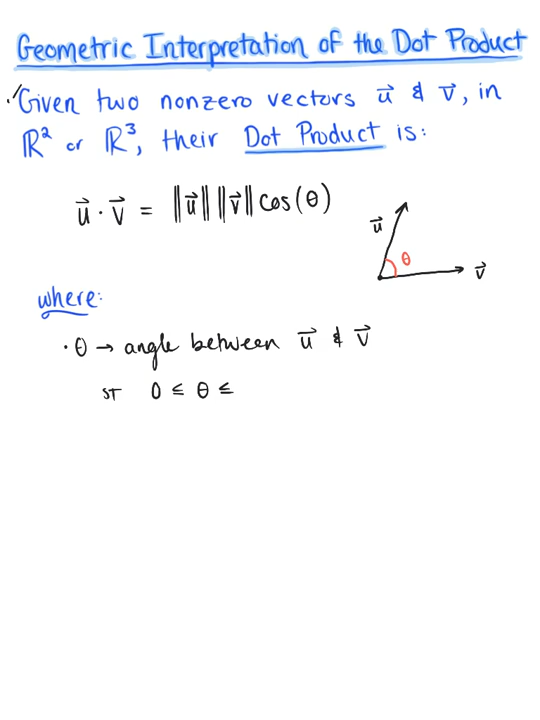 Geometric Interpretation of the Dot Product
Given two nonzero vectors u⃗ & v⃗, in
ℝ² or ℝ³, their Dot Product is:
u⃗ · v⃗ = ‖u⃗‖ ‖v⃗‖ cos(θ)
u⃗
θ
v⃗
where:
· θ → angle between u⃗ & v⃗
ST 0 ≤ θ ≤